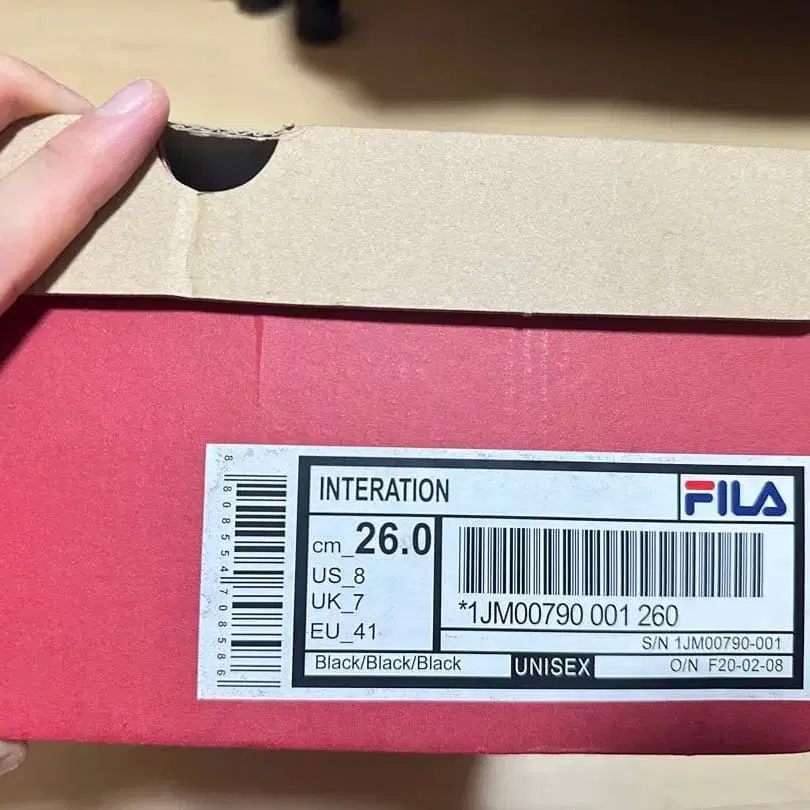 INTERATION
FILA
cm_26.0
US_8
UK_7
EU_41
*1JM00790 001 260
S/N 1JM00790-001
Black/Black/Black
UNISEX
O/N F20-02-08
8 808554 708586